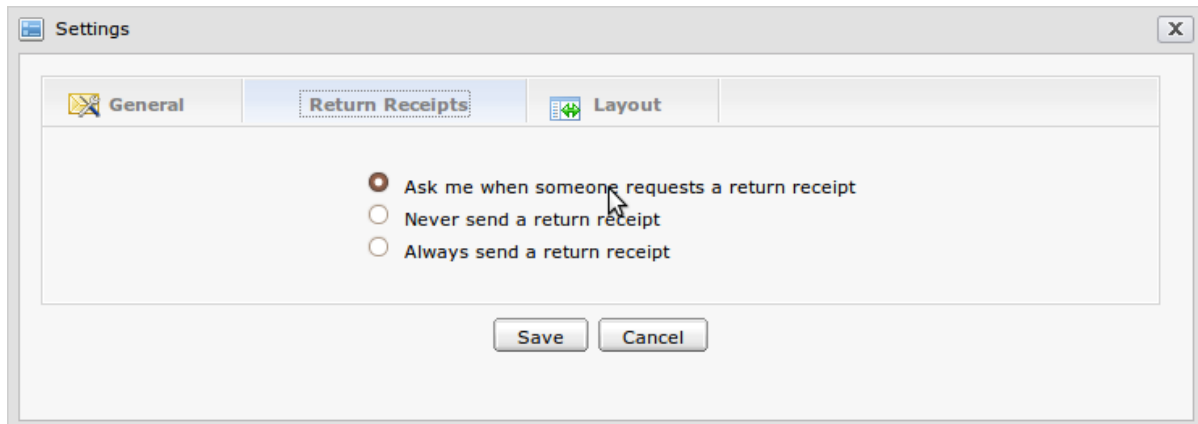 Settings X
General Return Receipts Layout
Ask me when someone requests a return receipt
Never send a return receipt
Always send a return receipt
Save Cancel